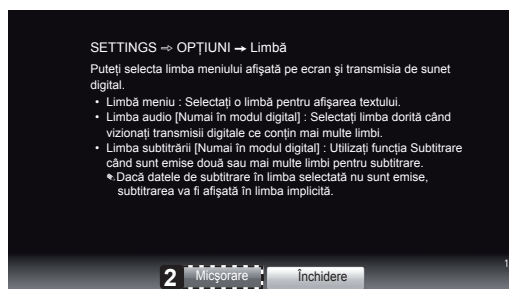 SETTINGS ⇨ OPŢIUNI → Limbă
Puteţi selecta limba meniului afişată pe ecran şi transmisia de sunet
digital.
• Limbă meniu : Selectaţi o limbă pentru afişarea textului.
• Limba audio [Numai în modul digital] : Selectaţi limba dorită când
vizionaţi transmisii digitale ce conţin mai multe limbi.
• Limba subtitrării [Numai în modul digital] : Utilizaţi funcţia Subtitrare
când sunt emise două sau mai multe limbi pentru subtitrare.
✎Dacă datele de subtitrare în limba selectată nu sunt emise,
subtitrarea va fi afişată în limba implicită.
1
2 Micşorare Închidere